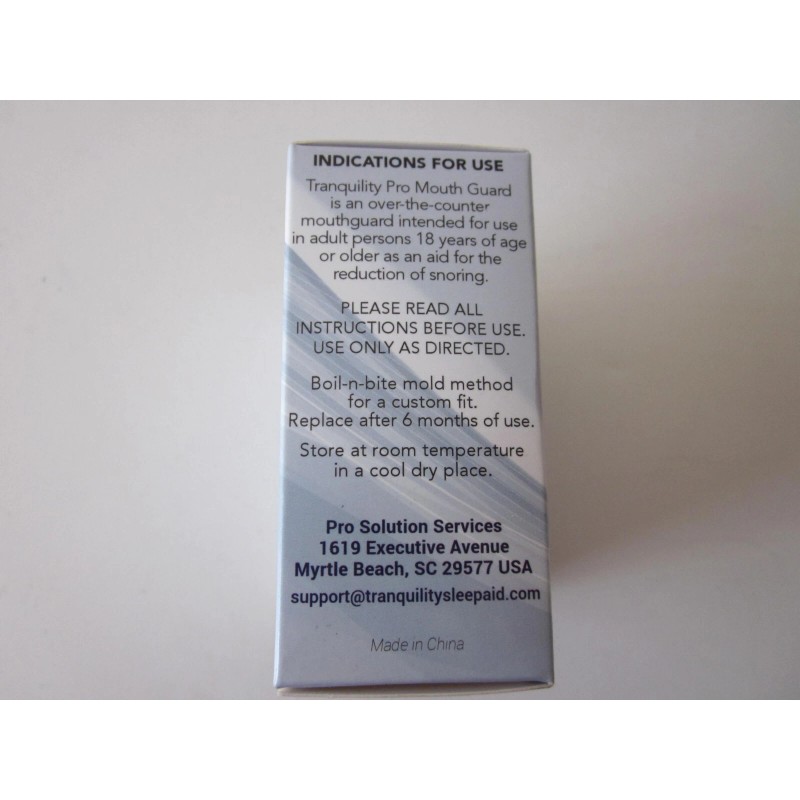 INDICATIONS FOR USE
Tranquility Pro Mouth Guard
is an over-the-counter
mouthguard intended for use
in adult persons 18 years of age
or older as an aid for the
reduction of snoring.
PLEASE READ ALL
INSTRUCTIONS BEFORE USE.
USE ONLY AS DIRECTED.
Boil-n-bite mold method
for a custom fit.
Replace after 6 months of use.
Store at room temperature
in a cool dry place.
Pro Solution Services
1619 Executive Avenue
Myrtle Beach, SC 29577 USA
support@tranquilitysleepaid.com
Made in China